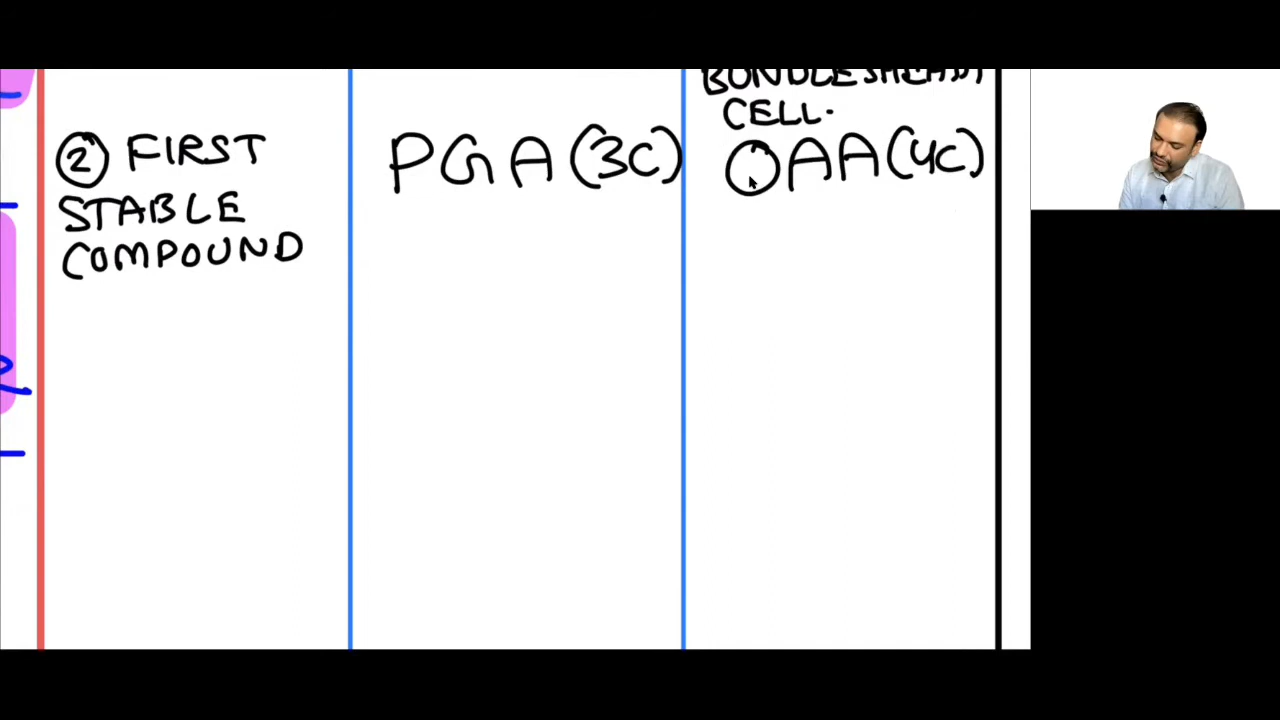 CELL.
② FIRST
STABLE
COMPOUND
PGA (3C)
OAA (4C)